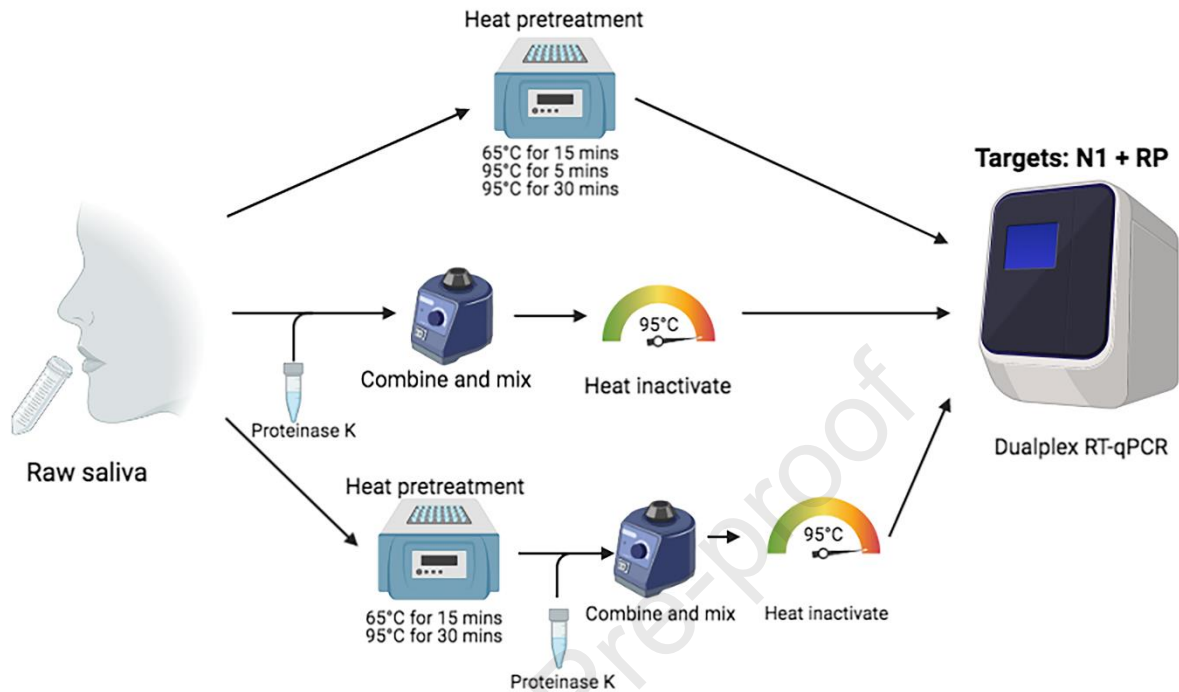 Heat pretreatment
65°C for 15 mins
95°C for 5 mins
95°C for 30 mins
Targets: N1 + RP
95°C
Combine and mix
Heat inactivate
Proteinase K
Raw saliva
Dualplex RT-qPCR
Heat pretreatment
95°C
65°C for 15 mins
95°C for 30 mins
Combine and mix
Heat inactivate
Proteinase K
Pre-proof